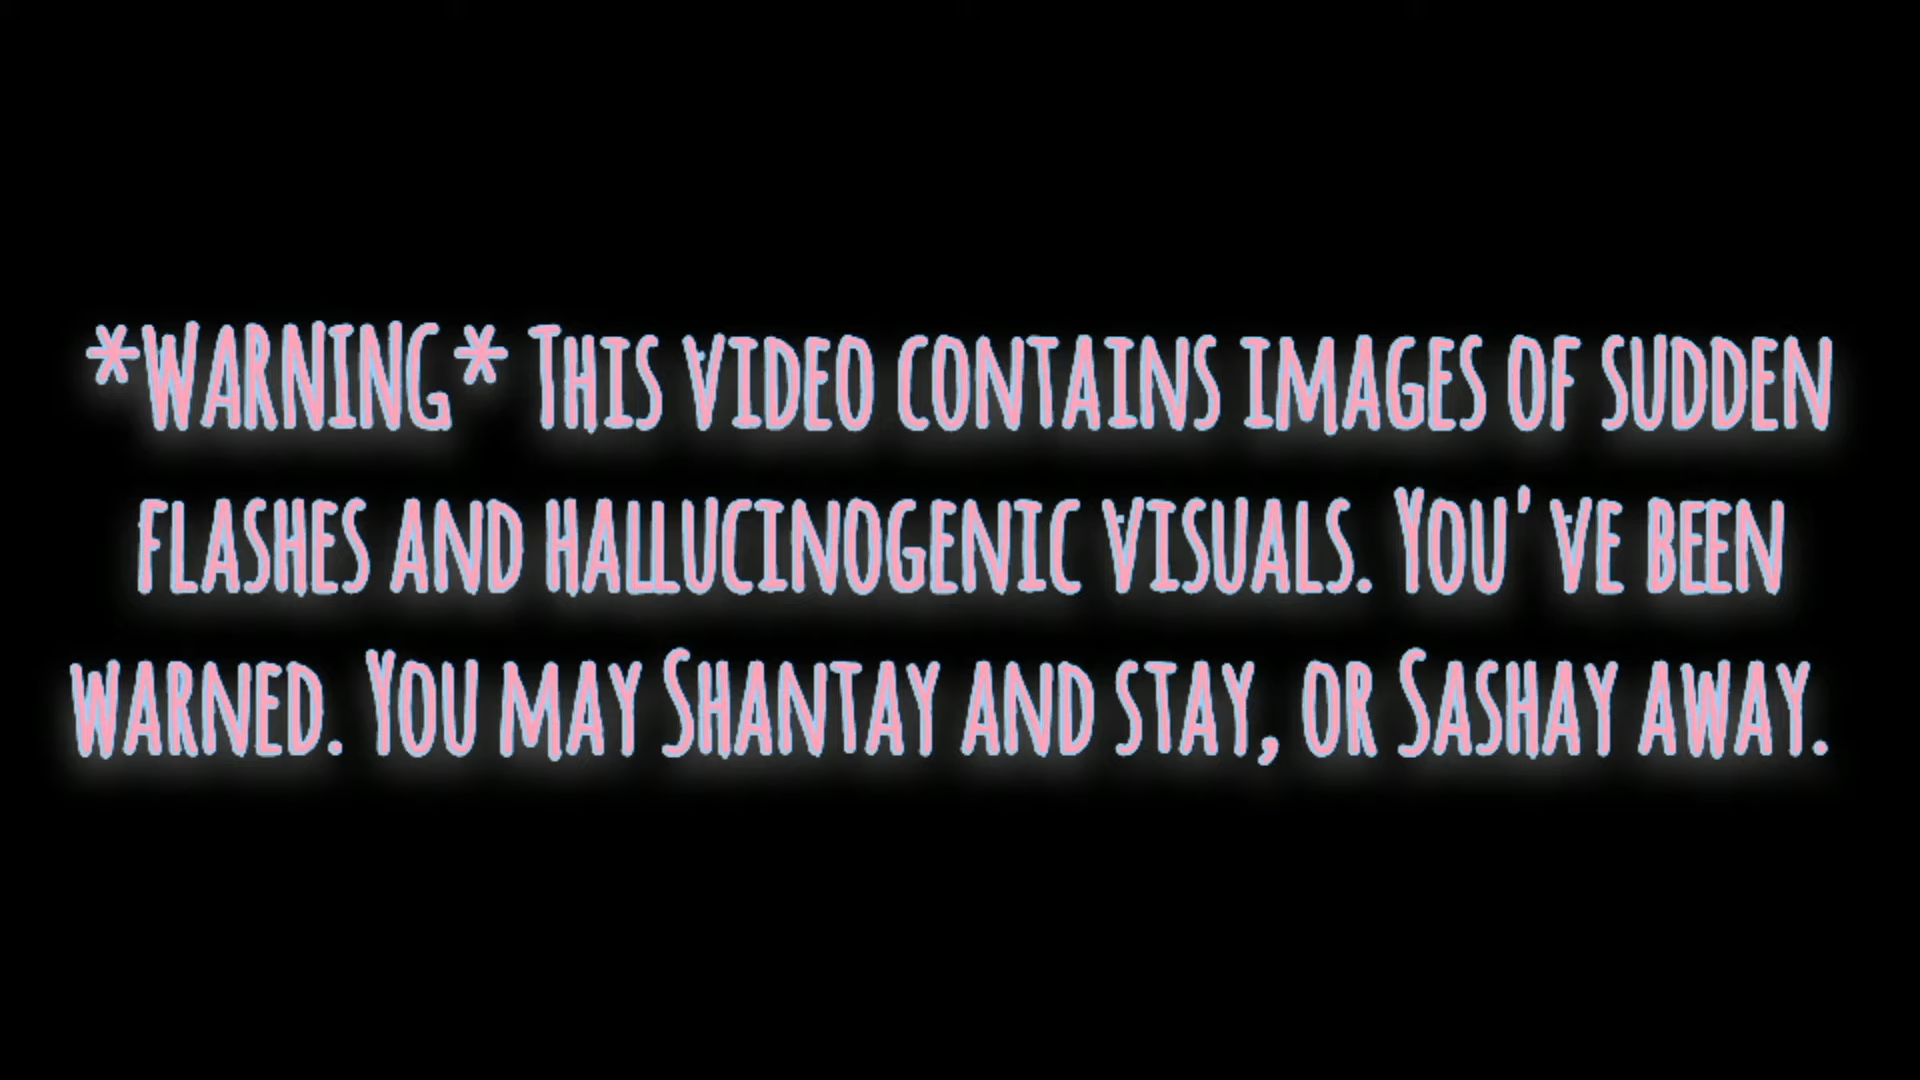 *WARNING* This video contains images of sudden
flashes and hallucinogenic visuals. You've been
warned. You may Shantay and stay, or Sashay away.